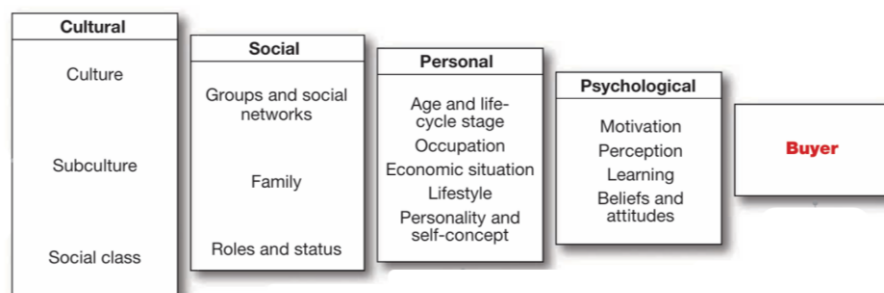 Cultural
Culture
Subculture
Social class
Social
Groups and social
networks
Family
Roles and status
Personal
Age and life-
cycle stage
Occupation
Economic situation
Lifestyle
Personality and
self-concept
Psychological
Motivation
Perception
Learning
Beliefs and
attitudes
Buyer